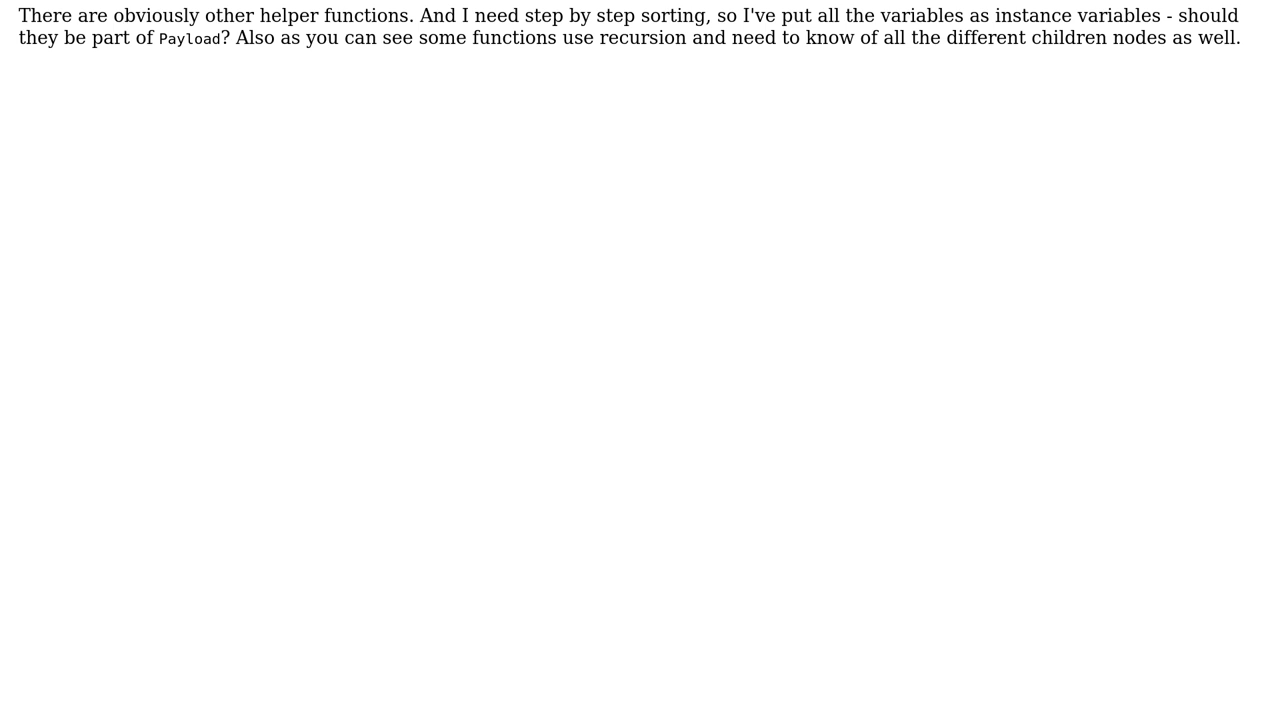 There are obviously other helper functions. And I need step by step sorting, so I've put all the variables as instance variables - should
they be part of Payload? Also as you can see some functions use recursion and need to know of all the different children nodes as well.